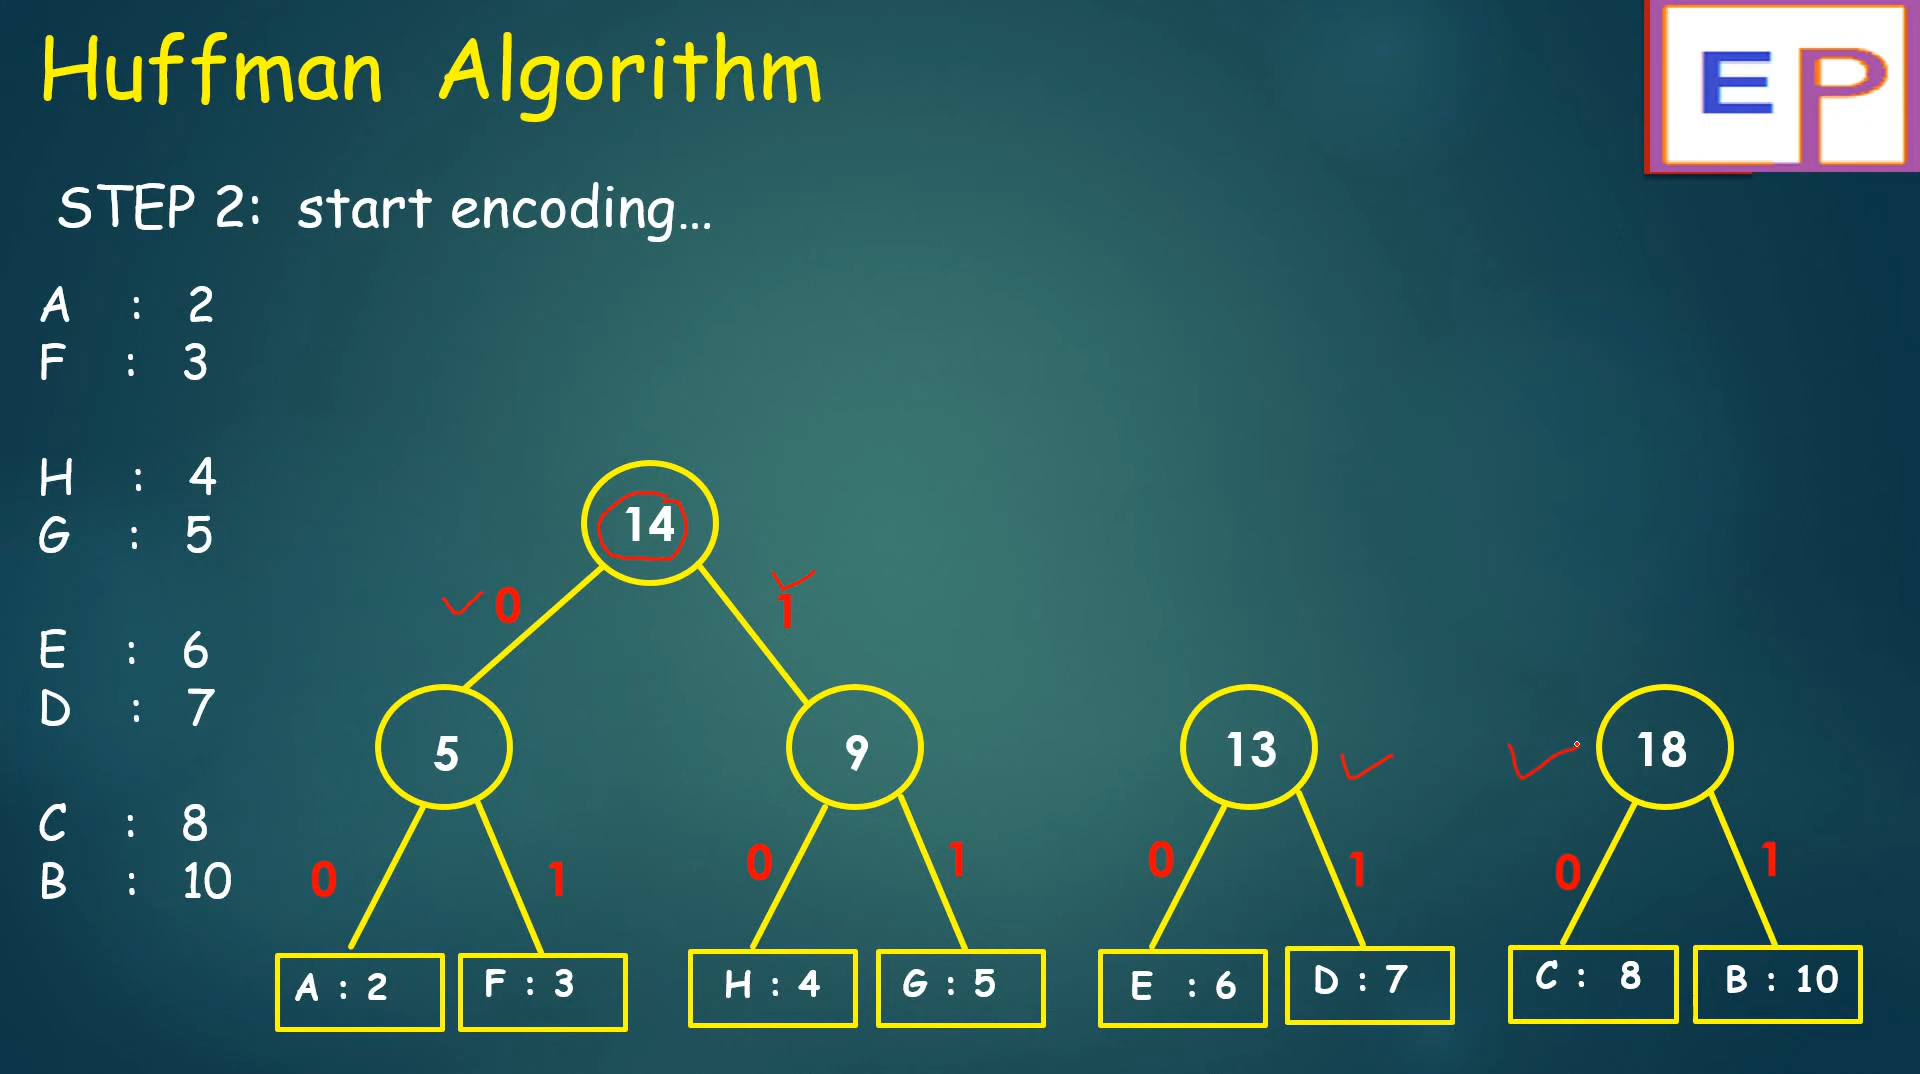 Huffman Algorithm
EP
STEP 2: start encoding...
A : 2
F : 3
H : 4
G : 5
E : 6
D : 7
C : 8
B : 10
14
0 1
5 9 13 18
0 1 0 1 0 1 0 1
A : 2 F : 3 H : 4 G : 5 E : 6 D : 7 C : 8 B : 10